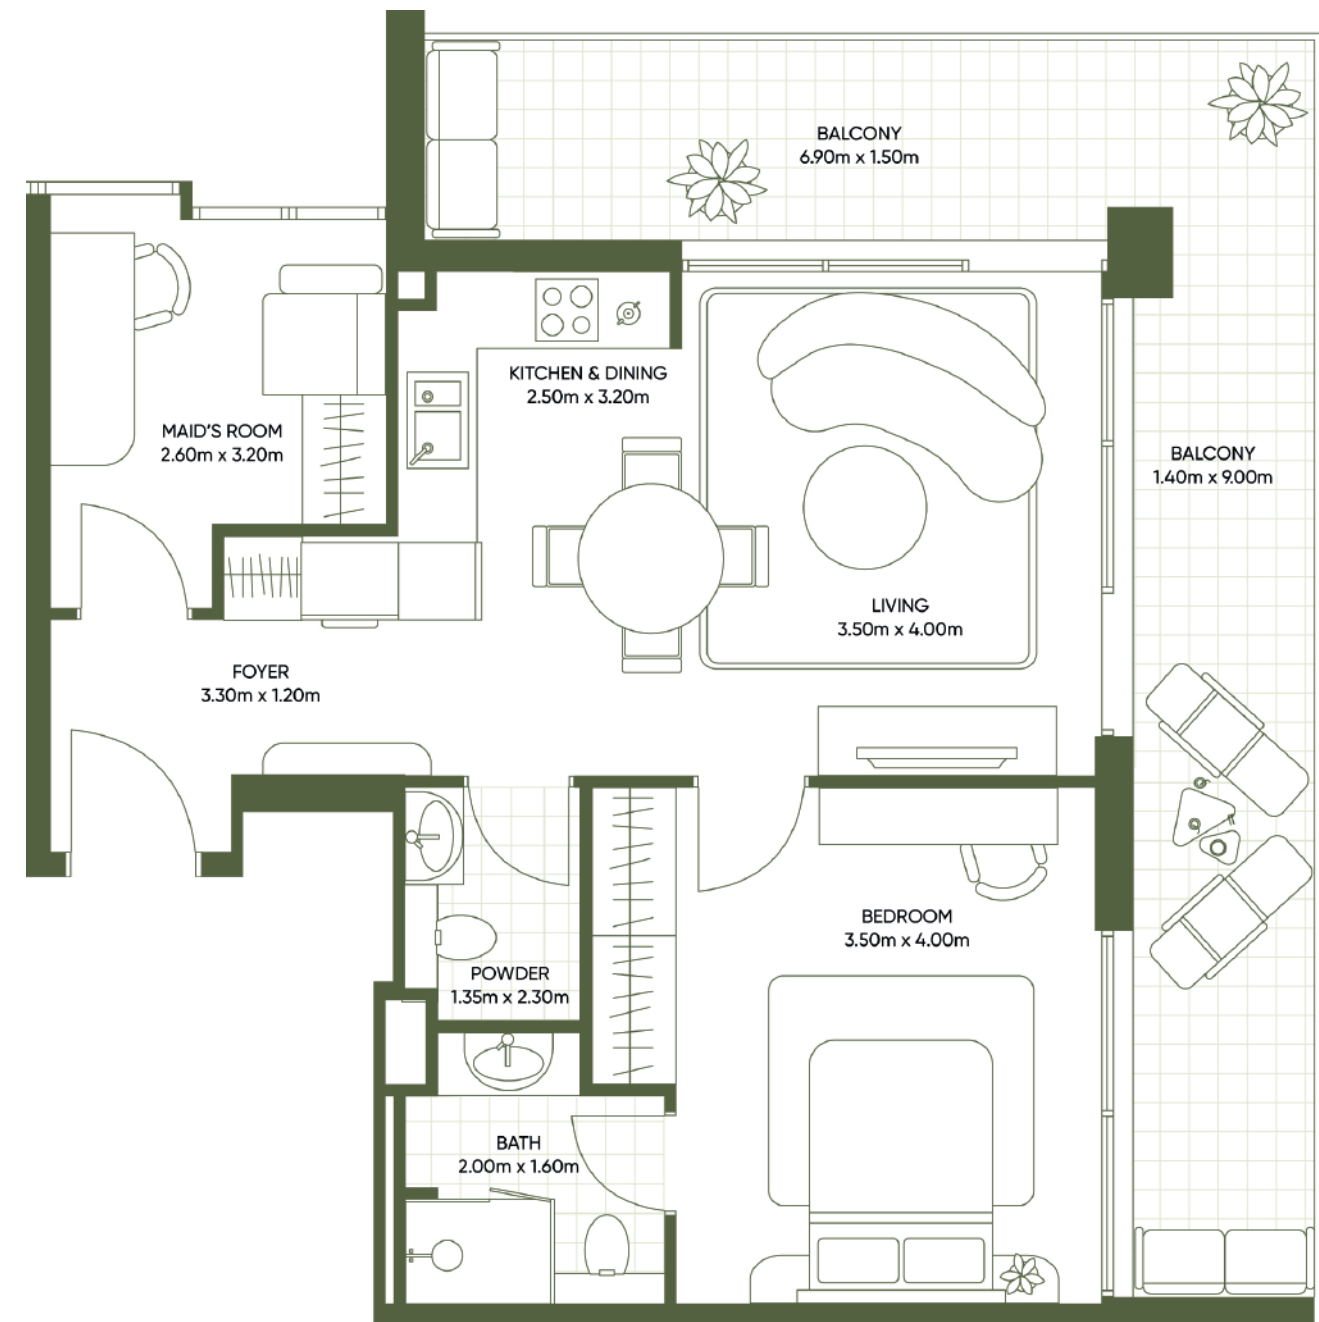 BALCONY
6.90m x 1.50m
KITCHEN & DINING
2.50m x 3.20m
MAID'S ROOM
2.60m x 3.20m
BALCONY
1.40m x 9.00m
LIVING
3.50m x 4.00m
FOYER
3.30m x 1.20m
BEDROOM
3.50m x 4.00m
POWDER
1.35m x 2.30m
BATH
2.00m x 1.60m